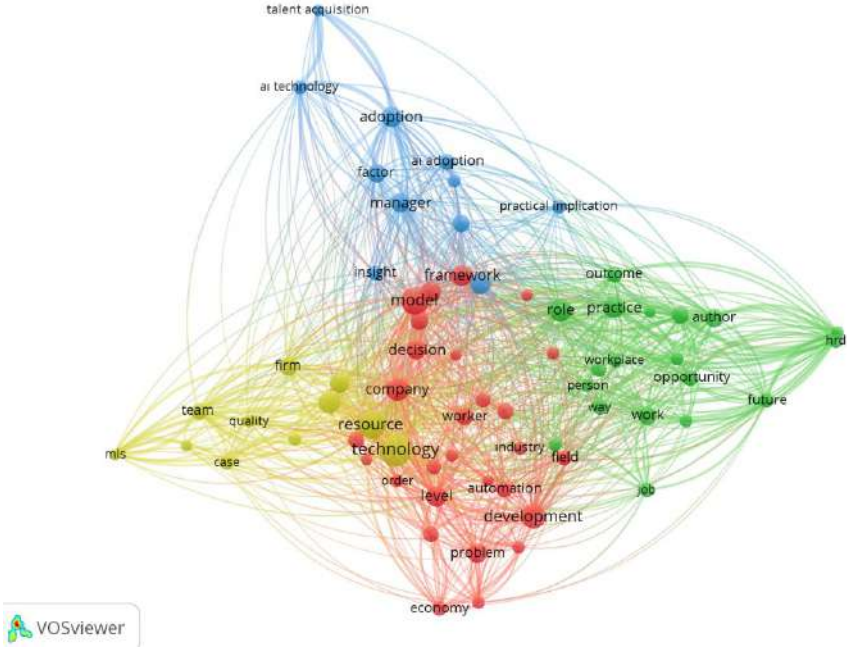 talent acquisition
ai technology
adoption
ai adoption
factor
manager
practical implication
insight
framework
outcome
model
role
practice
author
hrd
decision
workplace
firm
opportunity
person
company
future
team
way
work
quality
resource
worker
technology
industry
mls
case
field
order
automation
level
job
development
problem
economy
VOSviewer